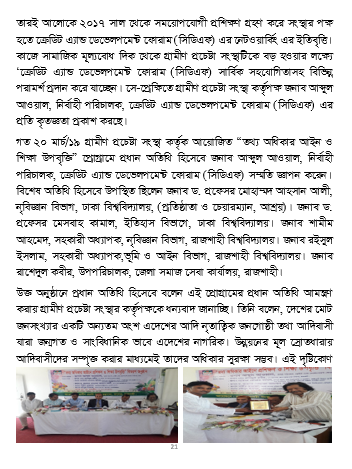 তারই আলোকে ২০১৭ সাল থেকে সময়োপযোগী প্রশিক্ষণ গ্রহণ করে সংস্থার পক্ষ
হতে ক্রেডিট এ্যান্ড ডেভেলপমেন্ট ফোরাম (সিডিএফ) এর নেটওয়ার্কিং এর ইতিবৃত্তি।
কাজে সামাজিক মূল্যবোধ দিক থেকে গ্রামীণ প্রচেষ্টা সংস্থাটিকে বড় হওয়ার লক্ষ্যে
‘ক্রেডিট এ্যান্ড ডেভেলপমেন্ট ফোরাম (সিডিএফ) সার্বিক সহযোগিতাসহ বিভিন্ন
পরামর্শ প্রদান করে যাচ্ছেন। সে-প্রেক্ষিতে গ্রামীণ প্রচেষ্টা সংস্থা কর্তৃপক্ষ জনাব আব্দুল
আওয়াল, নির্বাহী পরিচালক, ক্রেডিট এ্যান্ড ডেভেলপমেন্ট ফোরাম (সিডিএফ) এর
প্রতি কৃতজ্ঞতা প্রকাশ করছে।
গত ২০ মার্চ/১৯ গ্রামীণ প্রচেষ্টা সংস্থা কর্তৃক আয়োজিত “তথ্য অধিকার আইন ও
শিক্ষা উপবৃত্তি” প্রোগ্রামে প্রধান অতিথি হিসেবে জনাব আব্দুল আওয়াল, নির্বাহী
পরিচালক, ক্রেডিট এ্যান্ড ডেভেলপমেন্ট ফোরাম (সিডিএফ) সম্মতি জ্ঞাপন করেন।
বিশেষ অতিথি হিসেবে উপস্থিত ছিলেন জনাব ড. প্রফেসর মোহাম্মদ আহসান আলী,
নৃবিজ্ঞান বিভাগ, ঢাকা বিশ্ববিদ্যালয়, (প্রতিষ্ঠাতা ও চেয়ারম্যান, আশ্রয়)। জনাব ড.
প্রফেসর মেসবাহ কামাল, ইতিহাস বিভাগে, ঢাকা বিশ্ববিদ্যালয়। জনাব শামীম
আহমেদ, সহকারী অধ্যাপক, নৃবিজ্ঞান বিভাগ, রাজশাহী বিশ্ববিদ্যালয়। জনাব রইসুল
ইসলাম, সহকারী অধ্যাপক,ভূমি ও আইন বিভাগ, রাজশাহী বিশ্ববিদ্যালয়। জনাব
রাশেদুল কবীর, উপপরিচালক, জেলা সমাজ সেবা কার্যালয়, রাজশাহী।
উক্ত অনুষ্ঠানে প্রধান অতিথি হিসেবে বলেন এই প্রোগ্রামের প্রধান অতিথি আমন্ত্রণ
করায় গ্রামীণ প্রচেষ্টা সংস্থার কর্তৃপক্ষকে ধন্যবাদ জানাচ্ছি। তিনি বলেন, দেশের মোট
জনসংখ্যার একটি অন্যতম অংশ এদেশের আদি নৃতাত্বিক জনগোষ্ঠী তথা আদিবাসী
যারা জন্মগত ও সাংবিধানিক ভাবে এদেশের নাগরিক। উন্নয়নের মূল স্রোতধারায়
আদিবাসীদের সম্পৃক্ত করার মাধ্যমেই তাদের অধিকার সুরক্ষা সম্ভব। এই দৃষ্টিকোণ
21